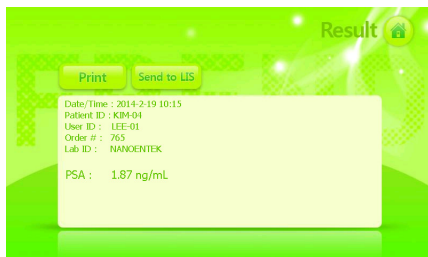 Result
Print
Send to LIS
Date/Time : 2014-2-19 10:15
Patient ID : KIM-04
User ID : LEE-01
Order # : 765
Lab ID : NANOENTEK
PSA : 1.87 ng/mL